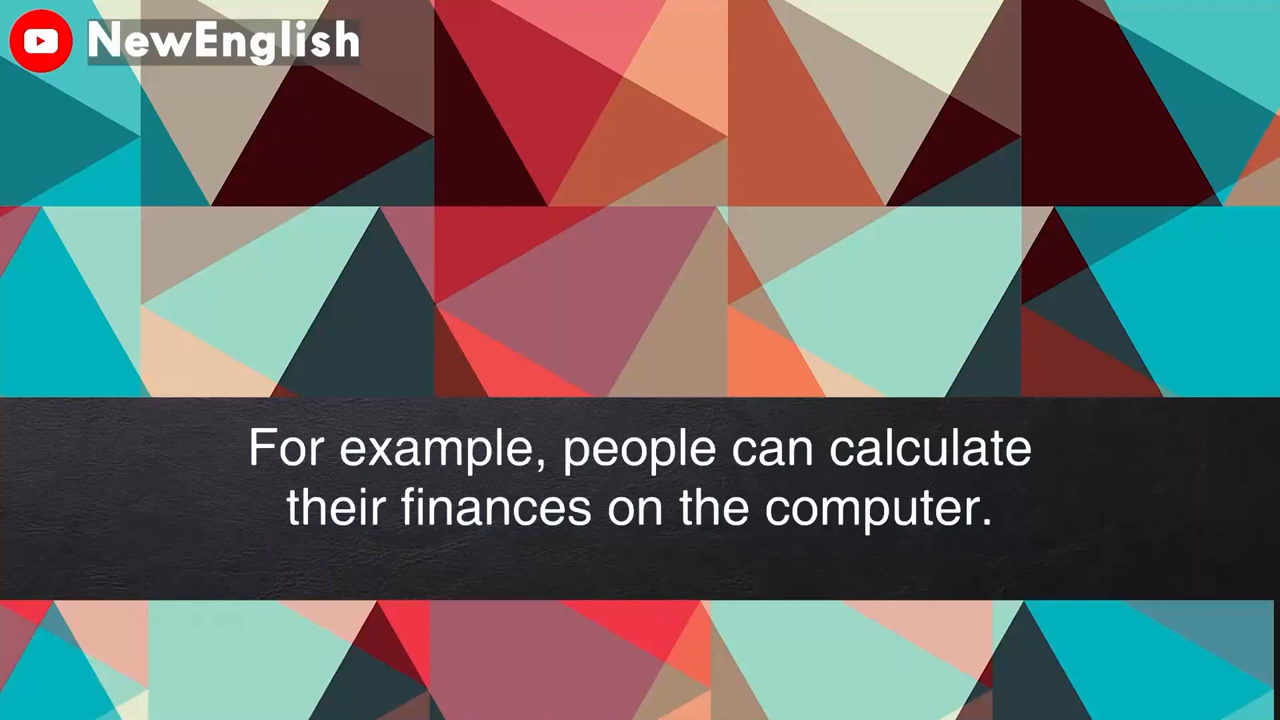 NewEnglish
For example, people can calculate
their finances on the computer.